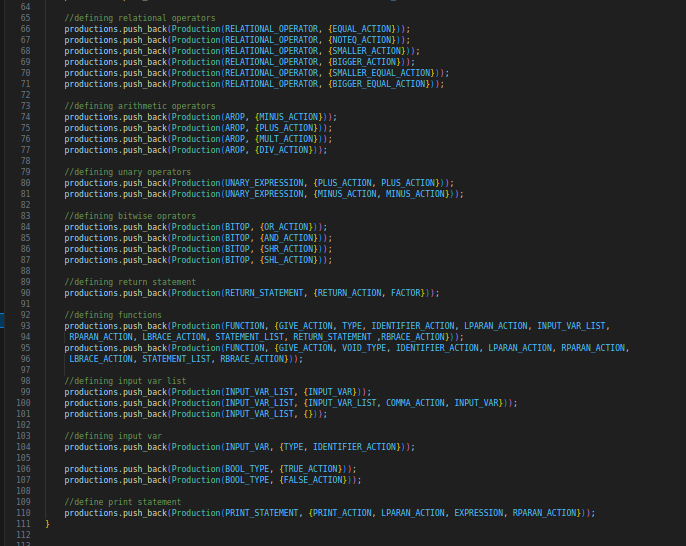 64
65 //defining relational operators
66 productions.push_back(Production(RELATIONAL_OPERATOR, {EQUAL_ACTION}));
67 productions.push_back(Production(RELATIONAL_OPERATOR, {NOTEQ_ACTION}));
68 productions.push_back(Production(RELATIONAL_OPERATOR, {SMALLER_ACTION}));
69 productions.push_back(Production(RELATIONAL_OPERATOR, {BIGGER_ACTION}));
70 productions.push_back(Production(RELATIONAL_OPERATOR, {SMALLER_EQUAL_ACTION}));
71 productions.push_back(Production(RELATIONAL_OPERATOR, {BIGGER_EQUAL_ACTION}));
72
73 //defining arithmetic operators
74 productions.push_back(Production(AROP, {MINUS_ACTION}));
75 productions.push_back(Production(AROP, {PLUS_ACTION}));
76 productions.push_back(Production(AROP, {MULT_ACTION}));
77 productions.push_back(Production(AROP, {DIV_ACTION}));
78
79 //defining unary operators
80 productions.push_back(Production(UNARY_EXPRESSION, {PLUS_ACTION, PLUS_ACTION}));
81 productions.push_back(Production(UNARY_EXPRESSION, {MINUS_ACTION, MINUS_ACTION}));
82
83 //defining bitwise oprators
84 productions.push_back(Production(BITOP, {OR_ACTION}));
85 productions.push_back(Production(BITOP, {AND_ACTION}));
86 productions.push_back(Production(BITOP, {SHR_ACTION}));
87 productions.push_back(Production(BITOP, {SHL_ACTION}));
88
89 //defining return statement
90 productions.push_back(Production(RETURN_STATEMENT, {RETURN_ACTION, FACTOR}));
91
92 //defining functions
93 productions.push_back(Production(FUNCTION, {GIVE_ACTION, TYPE, IDENTIFIER_ACTION, LPARAN_ACTION, INPUT_VAR_LIST,
94 RPARAN_ACTION, LBRACE_ACTION, STATEMENT_LIST, RETURN_STATEMENT ,RBRACE_ACTION}));
95 productions.push_back(Production(FUNCTION, {GIVE_ACTION, VOID_TYPE, IDENTIFIER_ACTION, LPARAN_ACTION, RPARAN_ACTION,
96 LBRACE_ACTION, STATEMENT_LIST, RBRACE_ACTION}));
97
98 //defining input var list
99 productions.push_back(Production(INPUT_VAR_LIST, {INPUT_VAR}));
100 productions.push_back(Production(INPUT_VAR_LIST, {INPUT_VAR_LIST, COMMA_ACTION, INPUT_VAR}));
101 productions.push_back(Production(INPUT_VAR_LIST, {}));
102
103 //defining input var
104 productions.push_back(Production(INPUT_VAR, {TYPE, IDENTIFIER_ACTION}));
105
106 productions.push_back(Production(BOOL_TYPE, {TRUE_ACTION}));
107 productions.push_back(Production(BOOL_TYPE, {FALSE_ACTION}));
108
109 //define print statement
110 productions.push_back(Production(PRINT_STATEMENT, {PRINT_ACTION, LPARAN_ACTION, EXPRESSION, RPARAN_ACTION}));
111 }
112